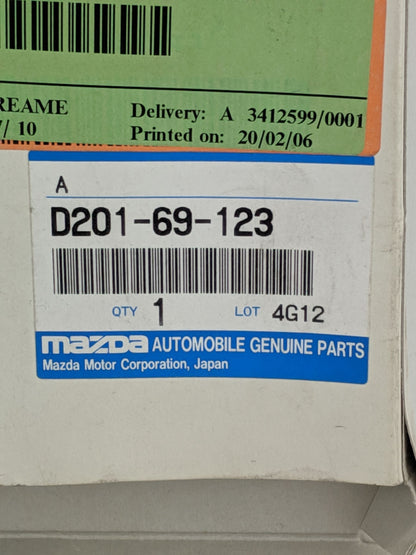 REAME
/ 10
Delivery: A 3412599/0001
Printed on: 20/02/06
A
D201-69-123
QTY 1 LOT 4G12
mazda AUTOMOBILE GENUINE PARTS
Mazda Motor Corporation, Japan